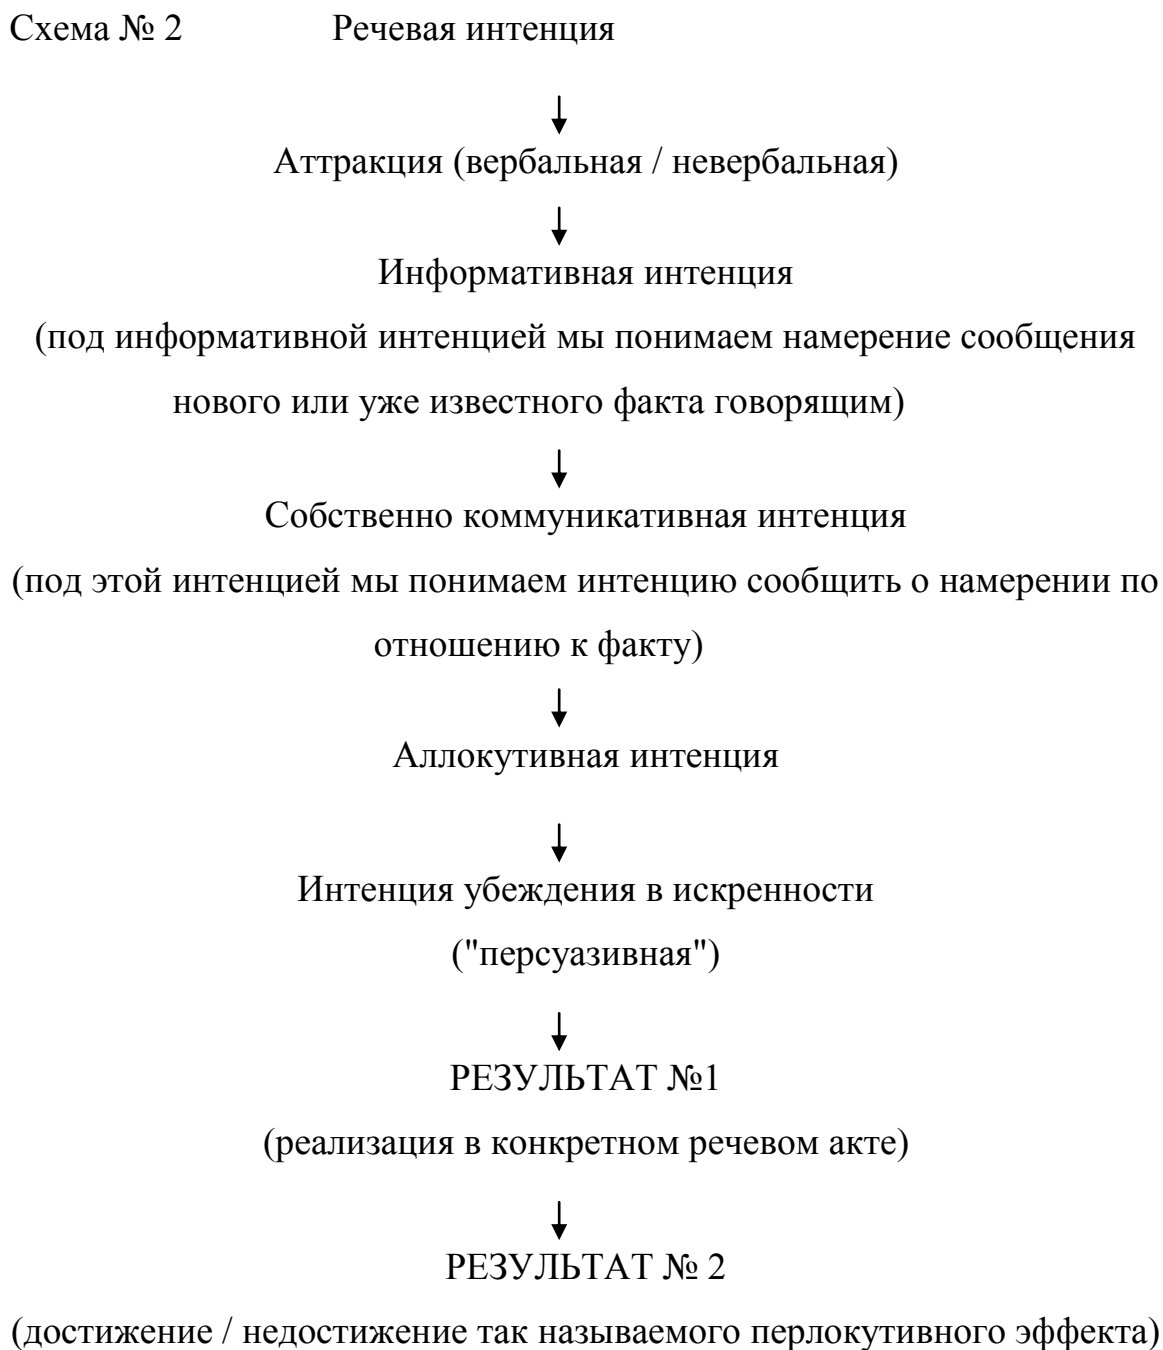 Схема № 2 Речевая интенция
Аттракция (вербальная / невербальная)
Информативная интенция
(под информативной интенцией мы понимаем намерение сообщения
нового или уже известного факта говорящим)
Собственно коммуникативная интенция
(под этой интенцией мы понимаем интенцию сообщить о намерении по
отношению к факту)
Аллокутивная интенция
Интенция убеждения в искренности
("персуазивная")
РЕЗУЛЬТАТ №1
(реализация в конкретном речевом акте)
РЕЗУЛЬТАТ № 2
(достижение / недостижение так называемого перлокутивного эффекта)